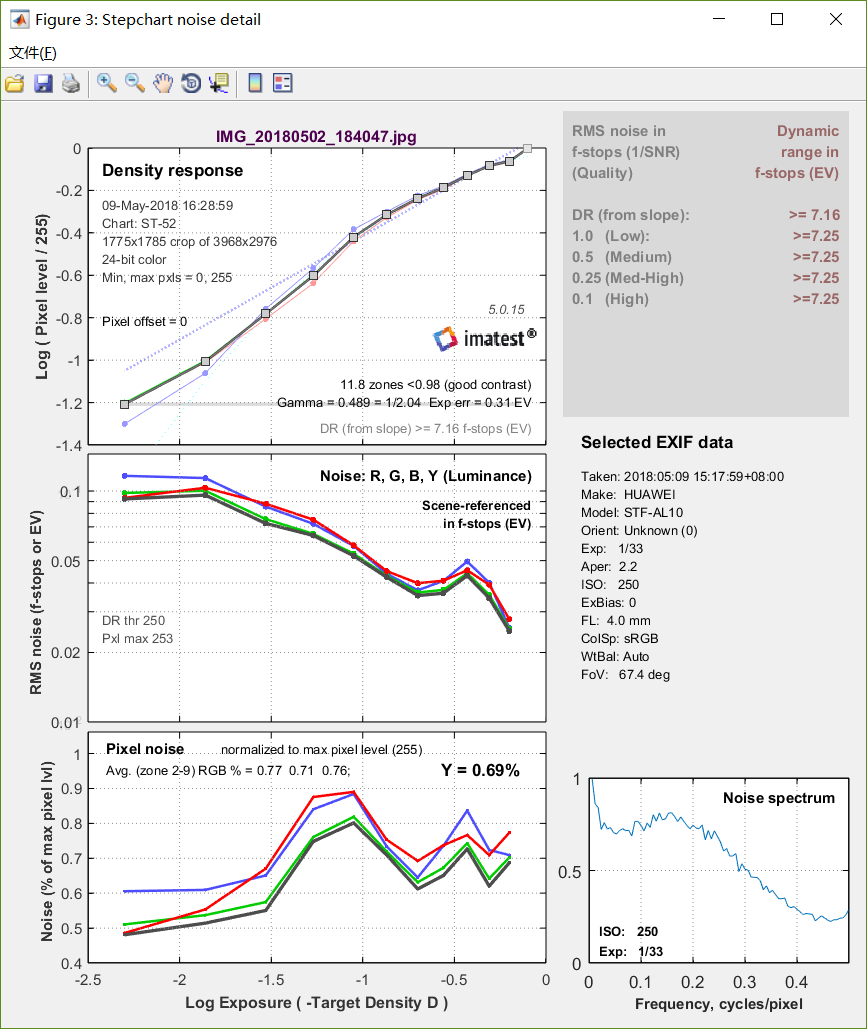 Figure 3: Stepchart noise detail
文件(F)
IMG_20180502_184047.jpg
0
-0.2
-0.4
-0.6
-0.8
-1
-1.2
-1.4
Log ( Pixel level / 255)
Density response
09-May-2018 16:28:59
Chart: ST-52
1775x1785 crop of 3968x2976
24-bit color
Min, max pxls = 0, 255
Pixel offset = 0
5.0.15
imatest®
11.8 zones <0.98 (good contrast)
Gamma = 0.489 = 1/2.04 Exp err = 0.31 EV
DR (from slope) >= 7.16 f-stops (EV)
RMS noise in Dynamic
f-stops (1/SNR) range in
(Quality) f-stops (EV)
DR (from slope): >= 7.16
1.0 (Low): >=7.25
0.5 (Medium) >=7.25
0.25 (Med-High) >=7.25
0.1 (High) >=7.25
0.1
0.05
0.02
0.01
RMS noise (f-stops or EV)
Noise: R, G, B, Y (Luminance)
Scene-referenced
in f-stops (EV)
DR thr 250
Pxl max 253
Selected EXIF data
Taken: 2018:05:09 15:17:59+08:00
Make: HUAWEI
Model: STF-AL10
Orient: Unknown (0)
Exp: 1/33
Aper: 2.2
ISO: 250
ExBias: 0
FL: 4.0 mm
ColSp: sRGB
WtBal: Auto
FoV: 67.4 deg
1
0.9
0.8
0.7
0.6
0.5
0.4
Noise (% of max pixel lvl)
Pixel noise normalized to max pixel level (255)
Avg. (zone 2-9) RGB % = 0.77 0.71 0.76;
Y = 0.69%
-2.5 -2 -1.5 -1 -0.5 0
Log Exposure ( -Target Density D )
1
0.5
0
Noise spectrum
ISO: 250
Exp: 1/33
0 0.1 0.2 0.3 0.4
Frequency, cycles/pixel